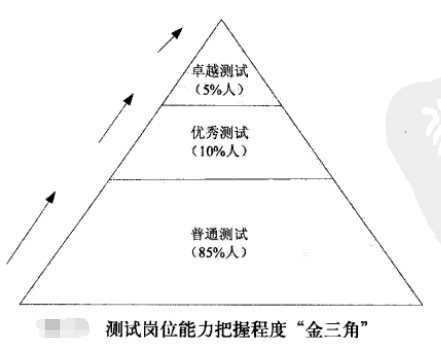 卓越测试
（5%人）
优秀测试
（10%人）
普通测试
（85%人）
测试岗位能力把握程度“金三角”